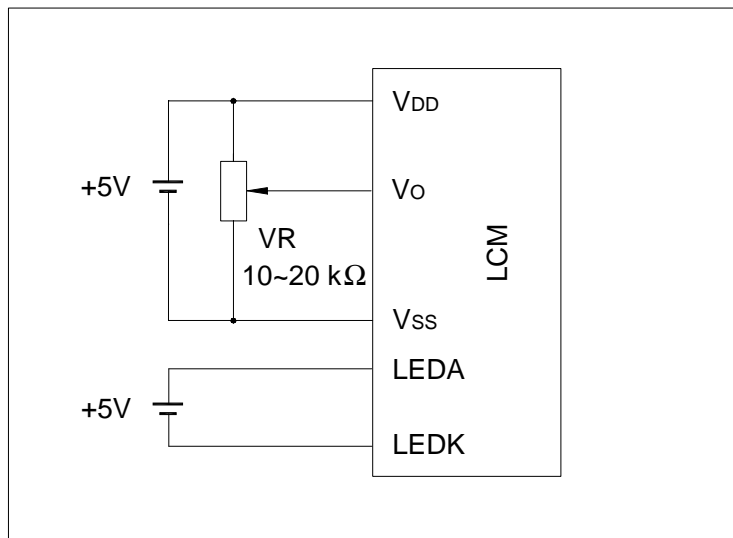 VDD
+5V
VO
VR
10~20 kΩ
LCM
VSS
LEDA
+5V
LEDK